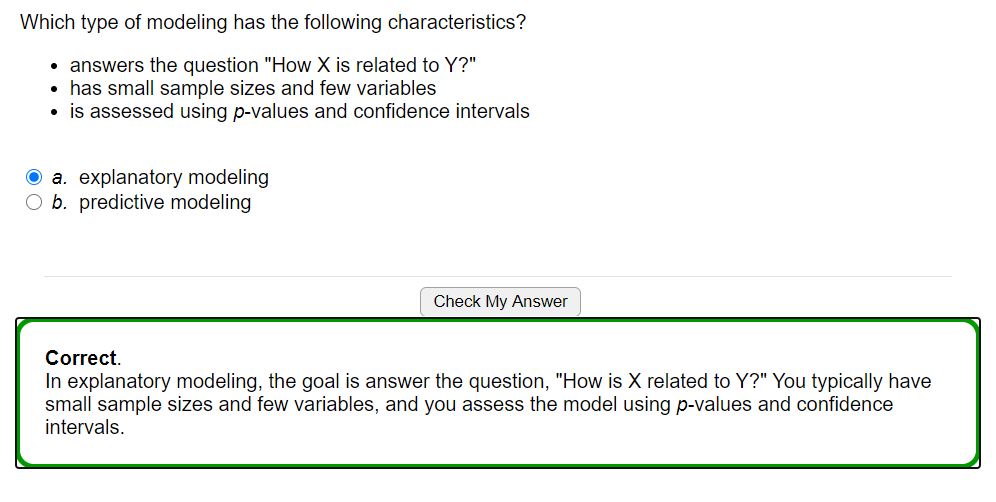 Which type of modeling has the following characteristics?
• answers the question "How X is related to Y?"
• has small sample sizes and few variables
• is assessed using p-values and confidence intervals
a. explanatory modeling
b. predictive modeling
Check My Answer
Correct.
In explanatory modeling, the goal is answer the question, "How is X related to Y?" You typically have
small sample sizes and few variables, and you assess the model using p-values and confidence
intervals.